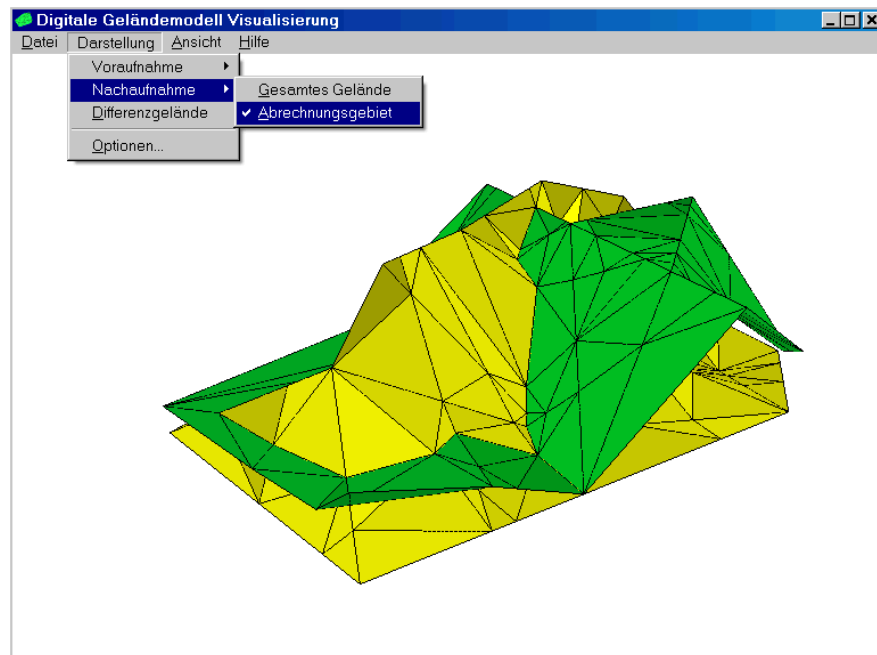 Digitale Geländemodell Visualisierung
Datei Darstellung Ansicht Hilfe
Voraufnahme
Nachaufnahme
Differenzgelände
Optionen...
Gesamtes Gelände
Abrechnungsgebiet